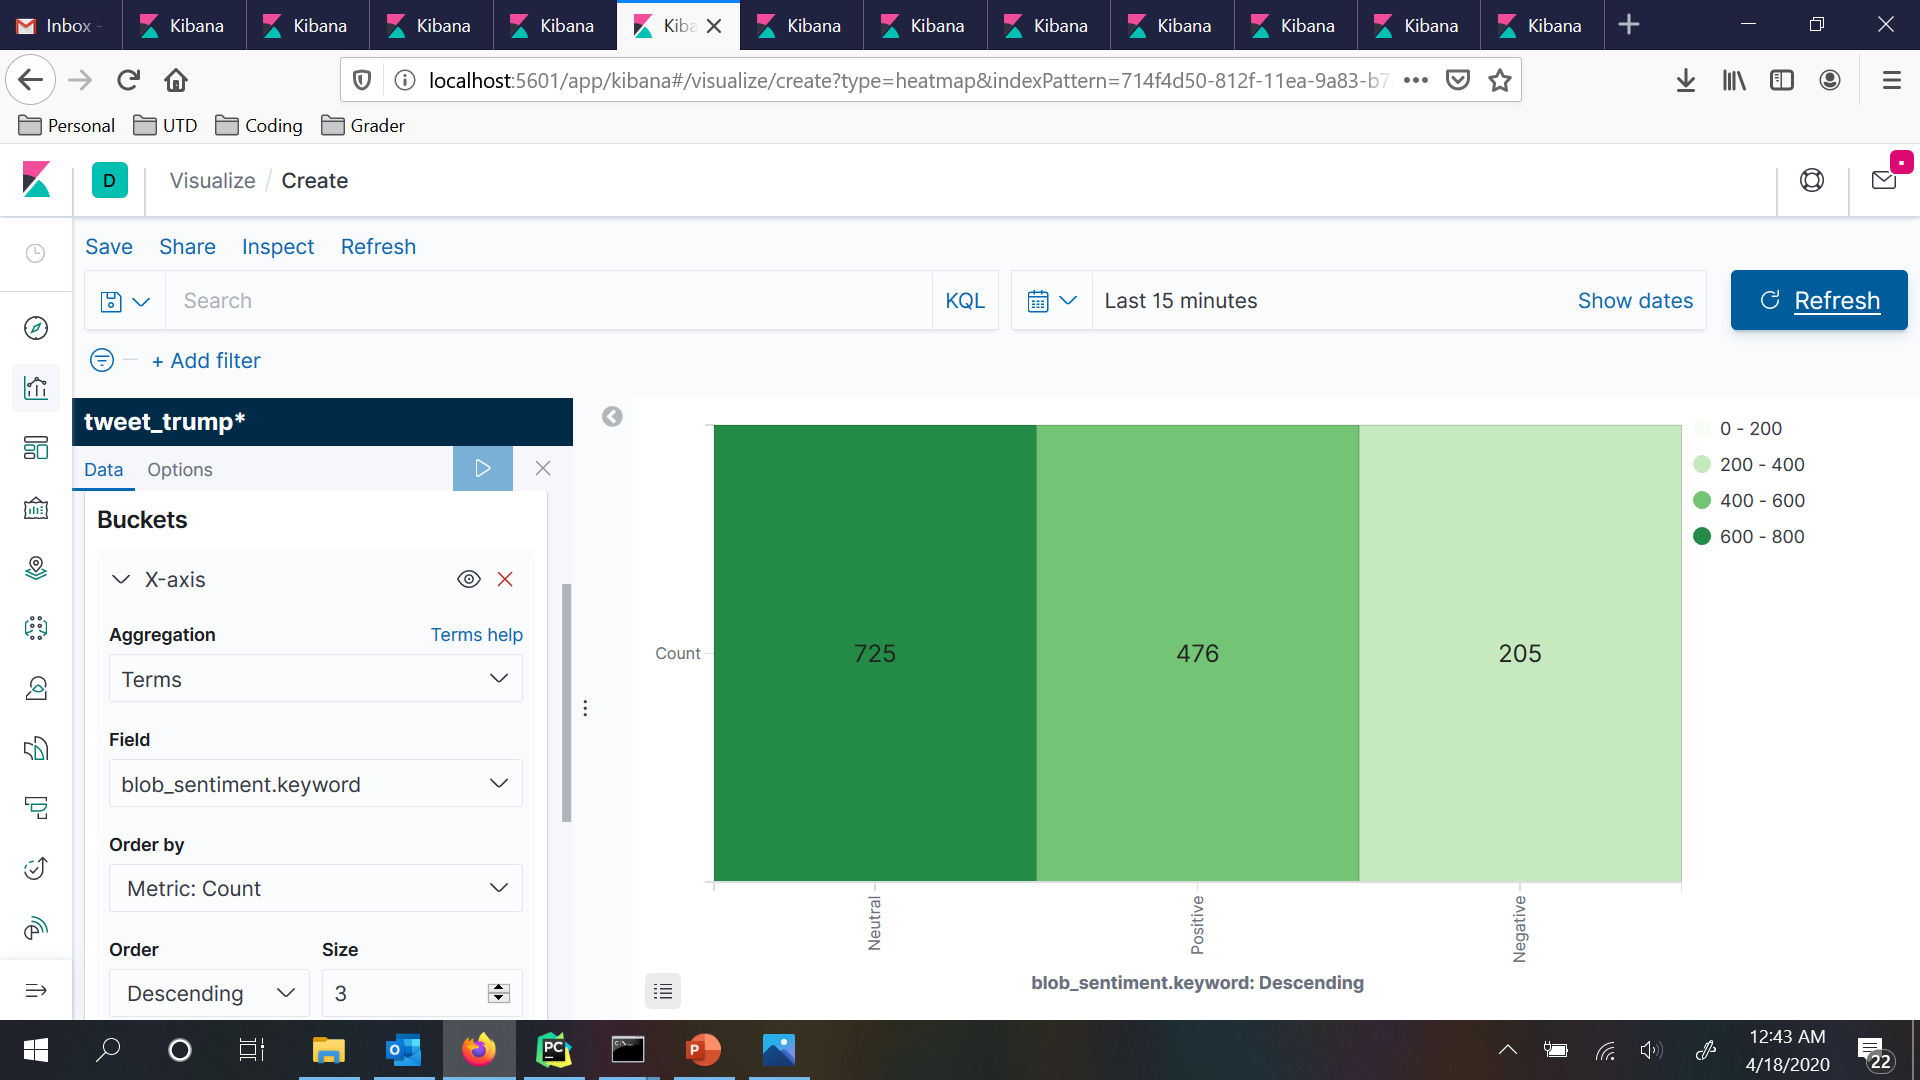 Inbox -
Kibana
Kibana
Kibana
Kibana
Kiba
Kibana
Kibana
Kibana
Kibana
Kibana
Kibana
Kibana
localhost:5601/app/kibana#/visualize/create?type=heatmap&indexPattern=714f4d50-812f-11ea-9a83-b7
Personal
UTD
Coding
Grader
D
Visualize / Create
Save
Share
Inspect
Refresh
Search
KQL
Last 15 minutes
Show dates
Refresh
+ Add filter
tweet_trump*
Data
Options
Buckets
X-axis
Aggregation
Terms help
Terms
Field
blob_sentiment.keyword
Order by
Metric: Count
Order
Size
Descending
3
Count
725
476
205
Neutral
Positive
Negative
blob_sentiment.keyword: Descending
0 - 200
200 - 400
400 - 600
600 - 800
12:43 AM
4/18/2020
22